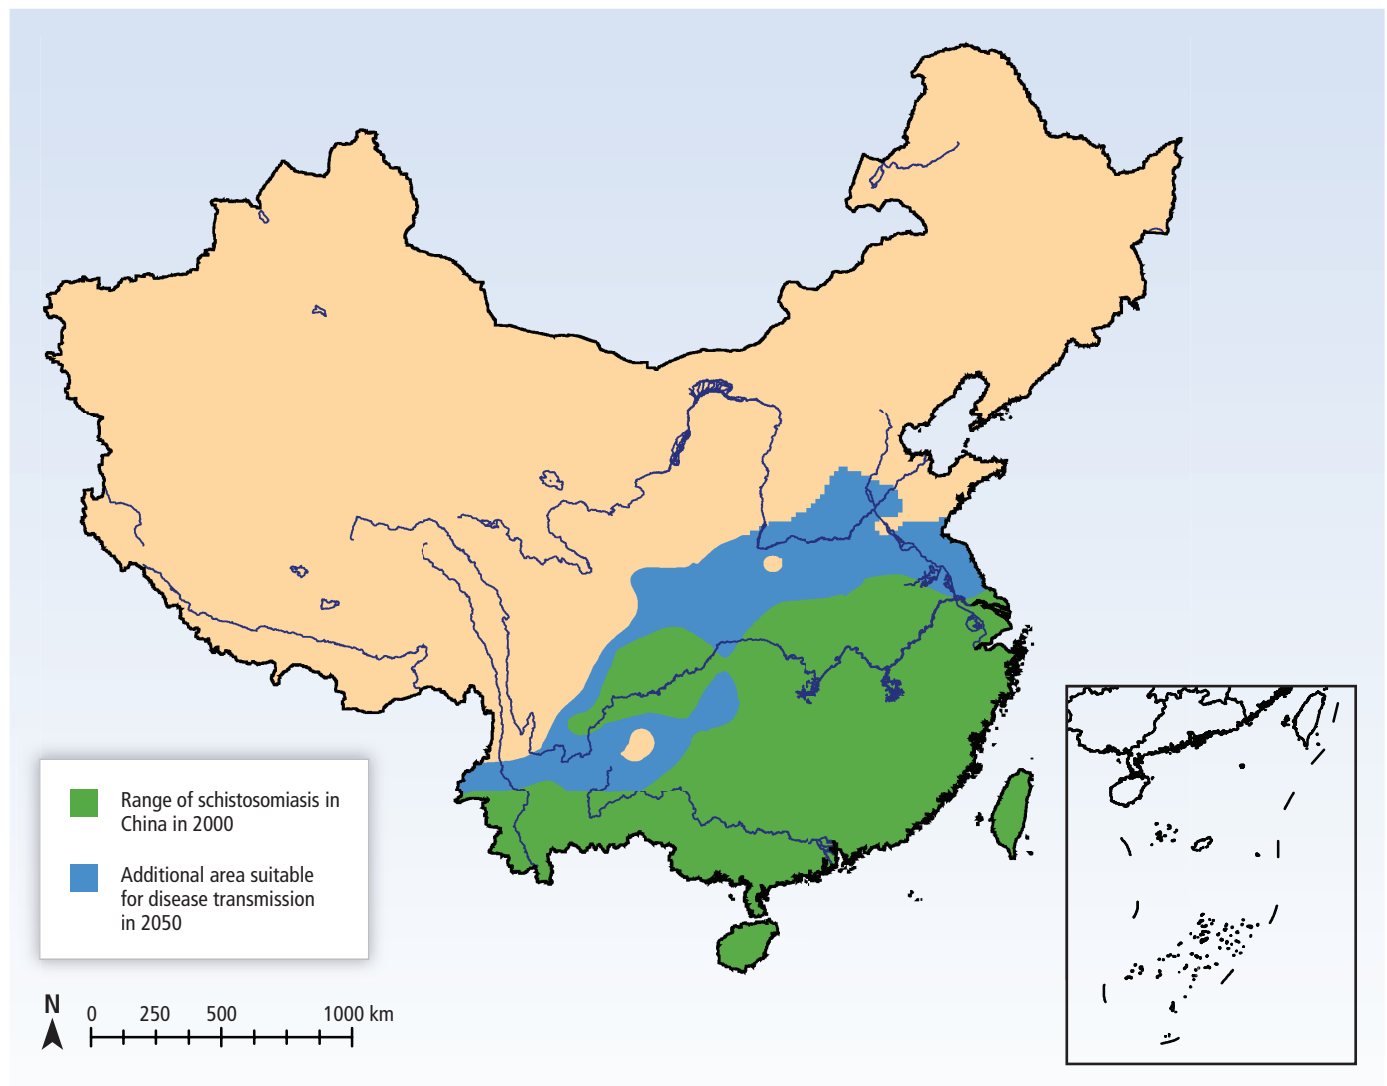 Range of schistosomiasis in
China in 2000
Additional area suitable
for disease transmission
in 2050
N
0 250 500 1000 km